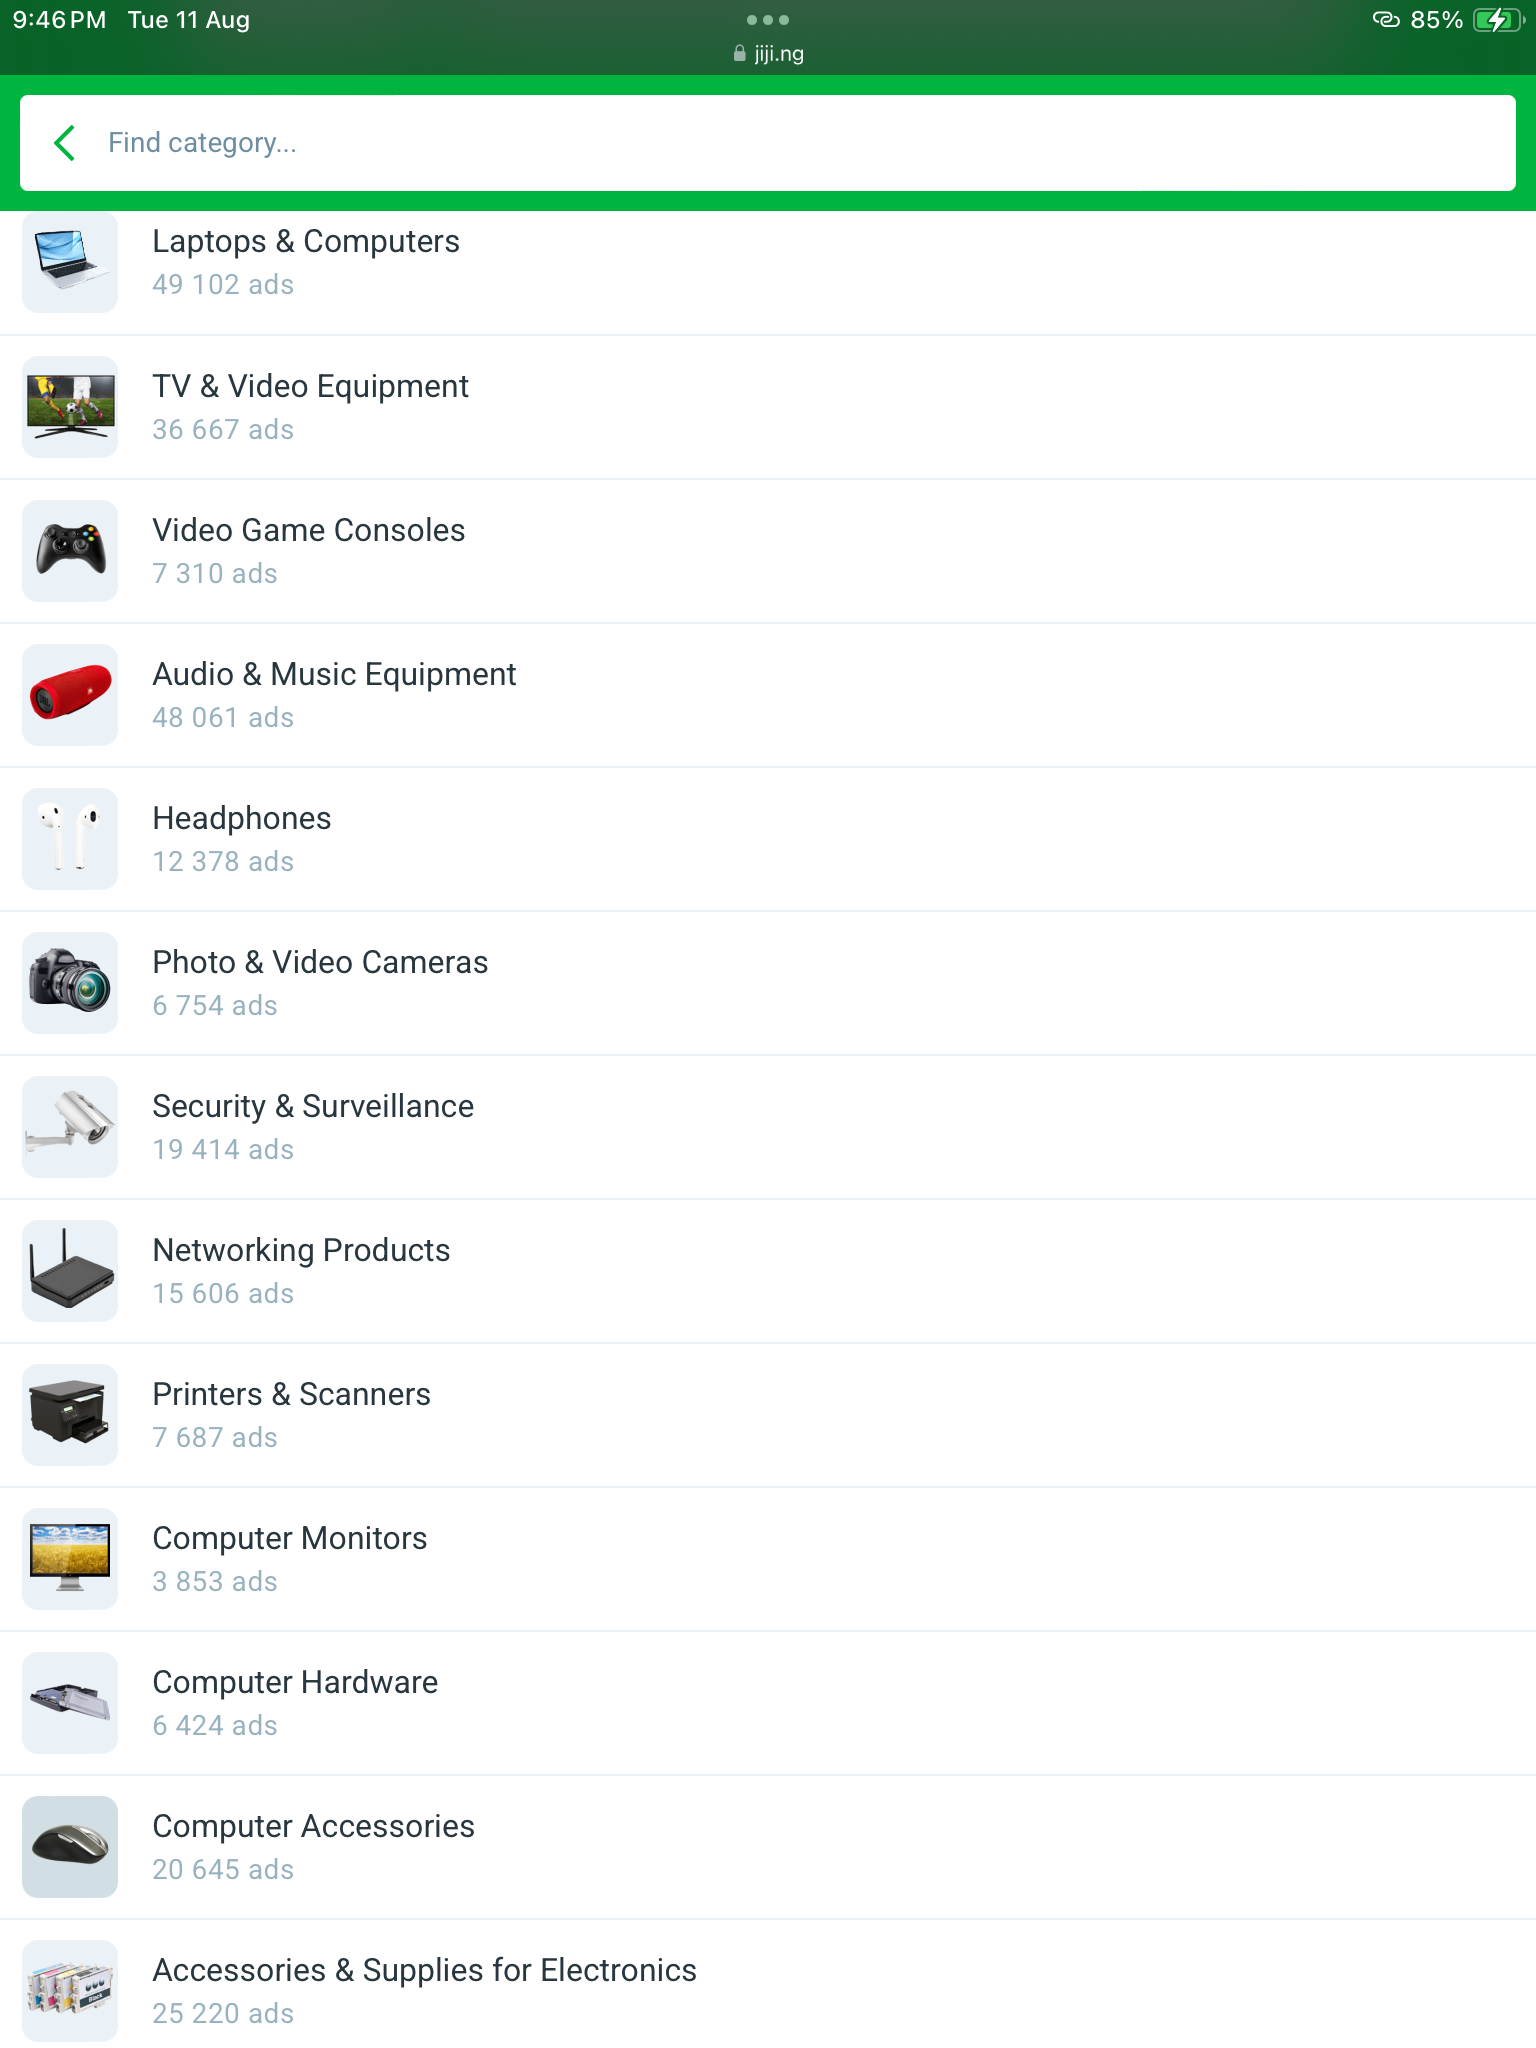 9:46 PM Tue 11 Aug
85%
jiji.ng
Find category...
Laptops & Computers
49 102 ads
TV & Video Equipment
36 667 ads
Video Game Consoles
7 310 ads
Audio & Music Equipment
48 061 ads
Headphones
12 378 ads
Photo & Video Cameras
6 754 ads
Security & Surveillance
19 414 ads
Networking Products
15 606 ads
Printers & Scanners
7 687 ads
Computer Monitors
3 853 ads
Computer Hardware
6 424 ads
Computer Accessories
20 645 ads
Accessories & Supplies for Electronics
Black
25 220 ads